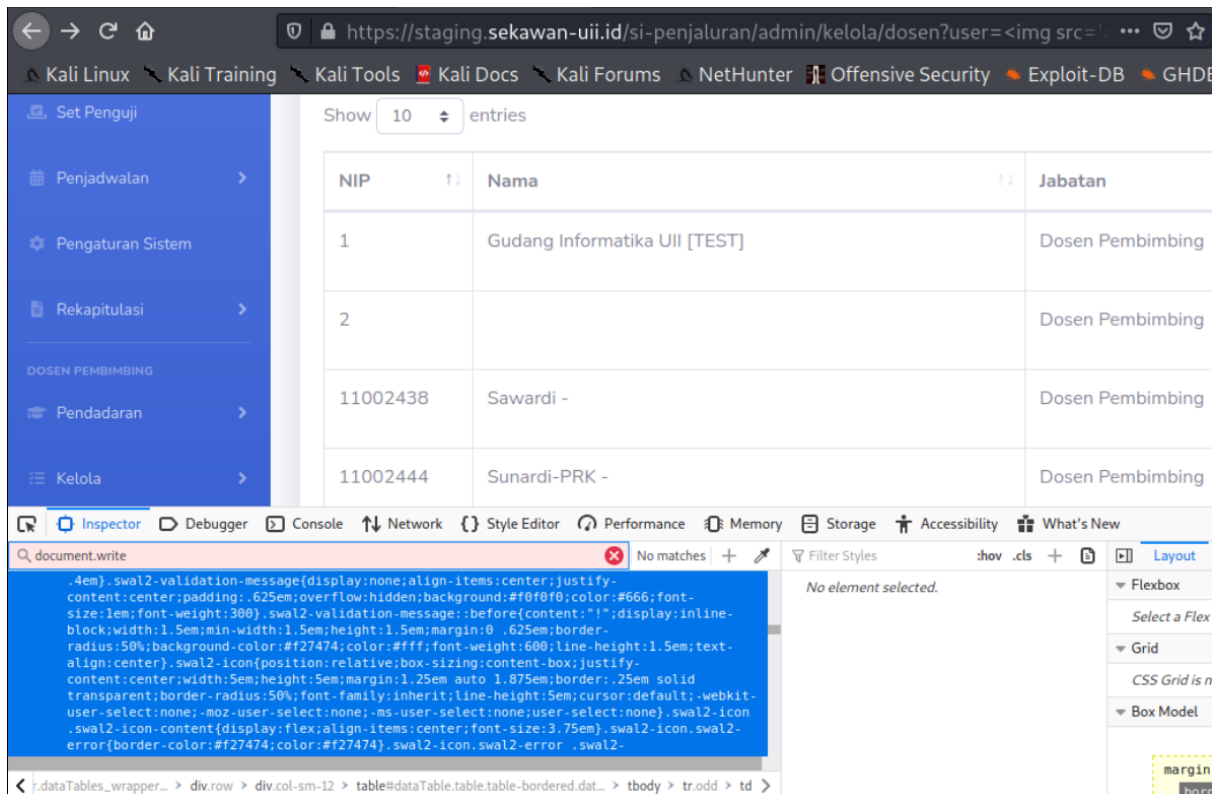 https://staging.sekawan-uii.id/si-penjaluran/admin/kelola/dosen?user=<img src=' ...
Kali Linux Kali Training Kali Tools Kali Docs Kali Forums NetHunter Offensive Security Exploit-DB GHDB
Set Penguji
Penjadwalan
Pengaturan Sistem
Rekapitulasi
DOSEN PEMBIMBING
Pendadaran
Kelola
Show 10 entries
NIP Nama Jabatan
1 Gudang Informatika UII [TEST] Dosen Pembimbing
2 Dosen Pembimbing
11002438 Sawardi - Dosen Pembimbing
11002444 Sunardi-PRK - Dosen Pembimbing
Inspector Debugger Console Network {} Style Editor Performance Memory Storage Accessibility What's New
document.write No matches + Filter Styles :hov .cls + Layout
.4em}.swal2-validation-message{display:none;align-items:center;justify-
content:center;padding:.625em;overflow:hidden;background:#f0f0f0;color:#666;font-
size:1em;font-weight:300}.swal2-validation-message::before{content:"!";display:inline-
block;width:1.5em;min-width:1.5em;height:1.5em;margin:0 .625em;border-
radius:50%;background-color:#f27474;color:#fff;font-weight:600;line-height:1.5em;text-
align:center}.swal2-icon{position:relative;box-sizing:content-box;justify-
content:center;width:5em;height:5em;margin:1.25em auto 1.875em;border:.25em solid
transparent;border-radius:50%;font-family:inherit;line-height:5em;cursor:default;-webkit-
user-select:none;-moz-user-select:none;-ms-user-select:none;user-select:none}.swal2-icon
.swal2-icon-content{display:flex;align-items:center;font-size:3.75em}.swal2-icon.swal2-
error{border-color:#f27474;color:#f27474}.swal2-icon.swal2-error .swal2-
No element selected.
Flexbox
Select a Flex
Grid
CSS Grid is n
Box Model
margin
bord
r.dataTables_wrapper... > div.row > div.col-sm-12 > table#dataTable.table.table-bordered.dat... > tbody > tr.odd > td